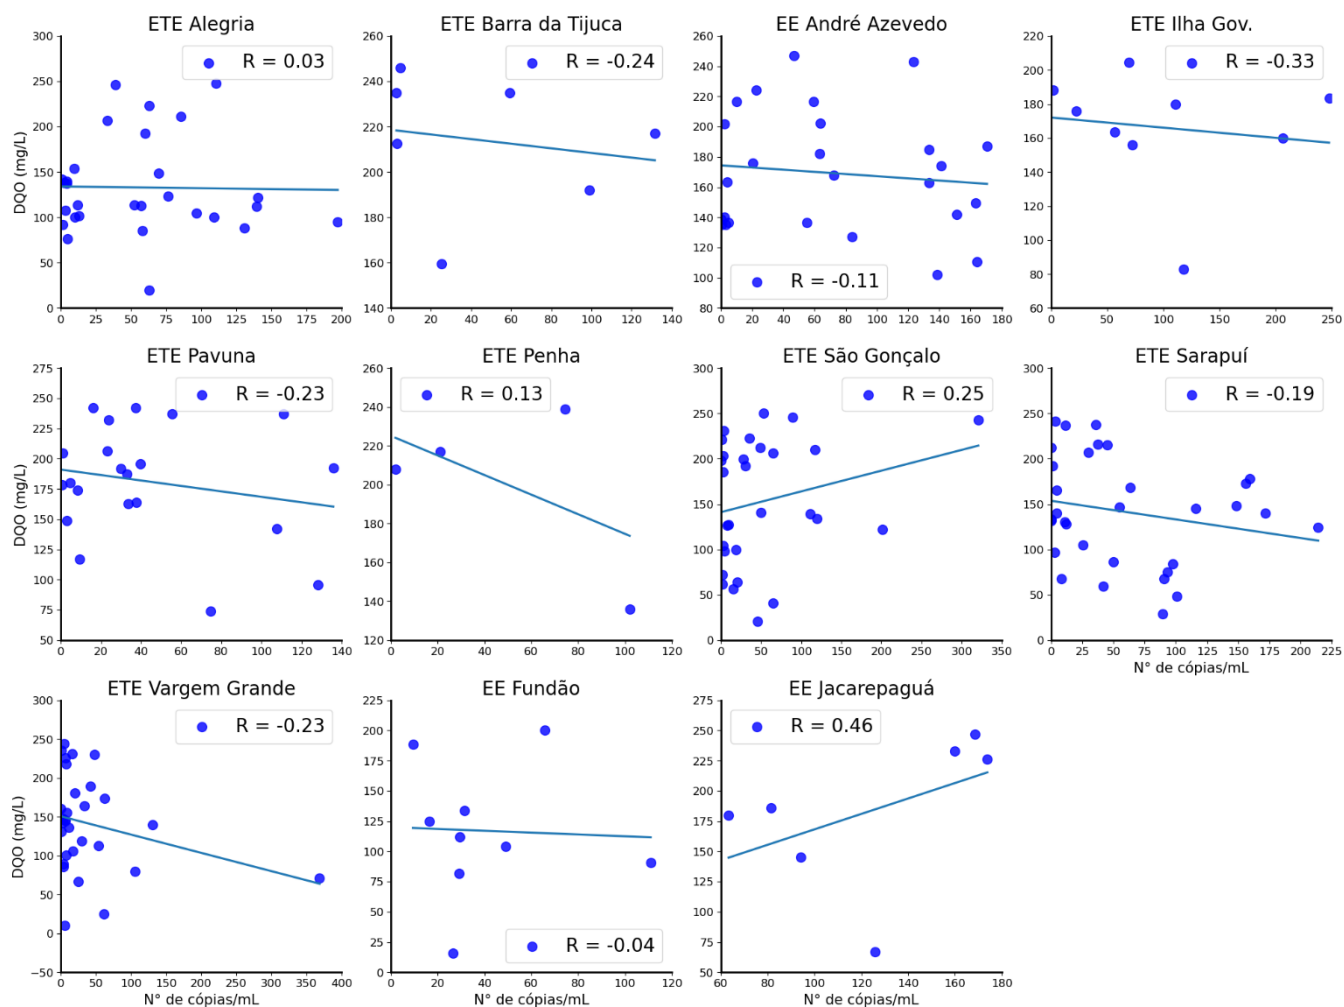 ETE Alegria
R = 0.03
DQO (mg/L)
300
250
200
150
100
50
0
0 25 50 75 100 125 150 175 200
ETE Barra da Tijuca
R = -0.24
260
240
220
200
180
160
140
0 20 40 60 80 100 120 140
EE André Azevedo
R = -0.11
260
240
220
200
180
160
140
120
100
80
0 20 40 60 80 100 120 140 160 180
ETE Ilha Gov.
R = -0.33
220
200
180
160
140
120
100
80
60
0 50 100 150 200 250
ETE Pavuna
R = -0.23
DQO (mg/L)
275
250
225
200
175
150
125
100
75
50
0 20 40 60 80 100 120 140
ETE Penha
R = 0.13
260
240
220
200
180
160
140
120
0 20 40 60 80 100 120
ETE São Gonçalo
R = 0.25
300
250
200
150
100
50
0
0 50 100 150 200 250 300 350
ETE Sarapuí
R = -0.19
300
250
200
150
100
50
0
0 25 50 75 100 125 150 175 200 225
N° de cópias/mL
ETE Vargem Grande
R = -0.23
DQO (mg/L)
300
250
200
150
100
50
0
−50
0 50 100 150 200 250 300 350 400
N° de cópias/mL
EE Fundão
R = -0.04
225
200
175
150
125
100
75
50
25
0
0 20 40 60 80 100 120
N° de cópias/mL
EE Jacarepaguá
R = 0.46
275
250
225
200
175
150
125
100
75
50
60 80 100 120 140 160 180
N° de cópias/mL